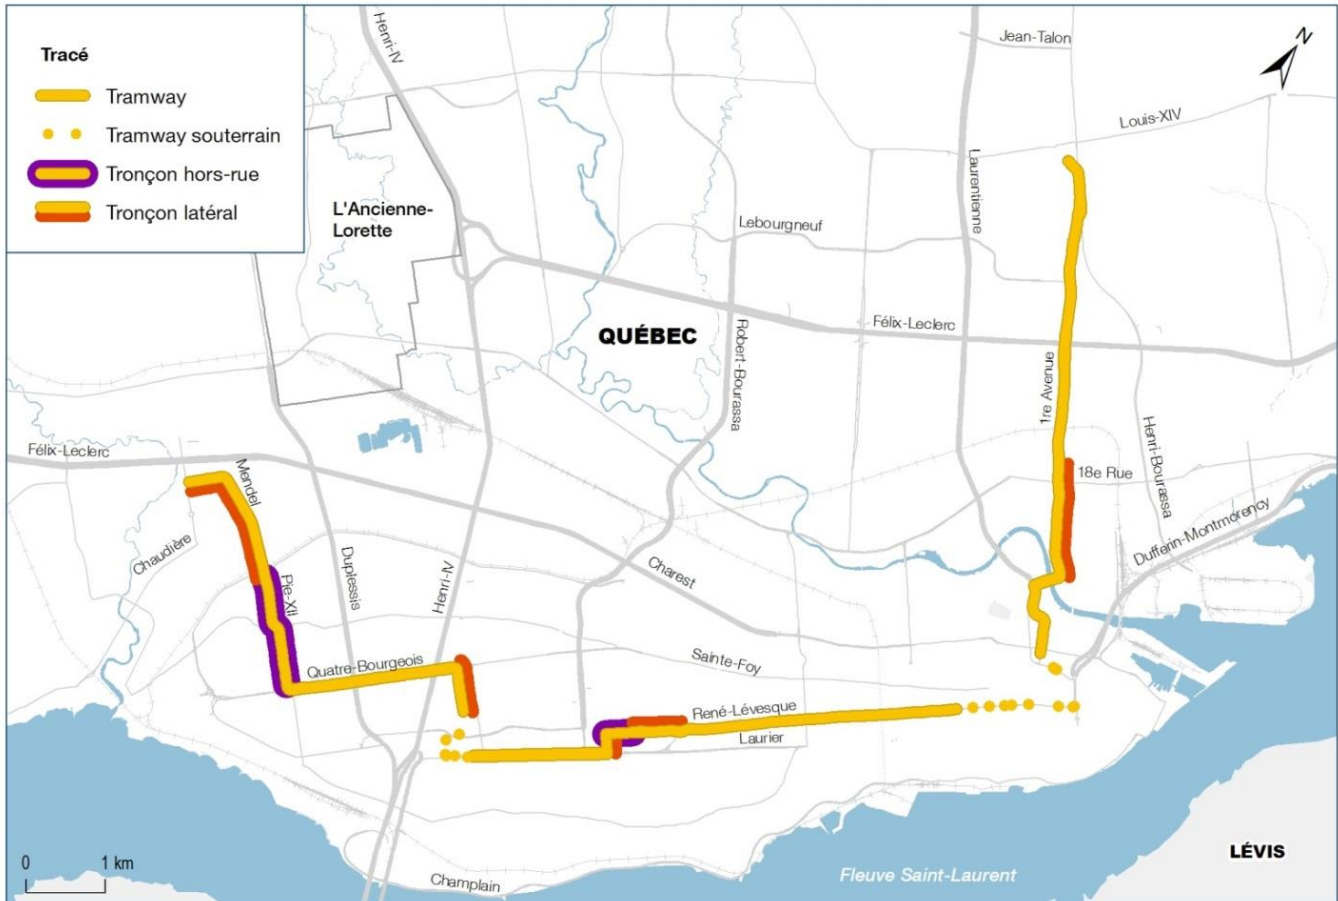 Tracé
Tramway
Tramway souterrain
Tronçon hors-rue
Tronçon latéral
Henri-IV
Jean-Talon
N
Louis-XIV
Laurentienne
L'Ancienne-
Lorette
Lebourgneuf
QUÉBEC
Robert-Bourassa
Félix-Leclerc
1re Avenue
Henri-Bourassa
Félix-Leclerc
Mendel
18e Rue
Dufferin-Montmorency
Chaudière
Pie-XII
Duplessis
Henri-IV
Charest
Quatre-Bourgeois
Sainte-Foy
René-Lévesque
Laurier
0 1 km
Champlain
Fleuve Saint-Laurent
LÉVIS